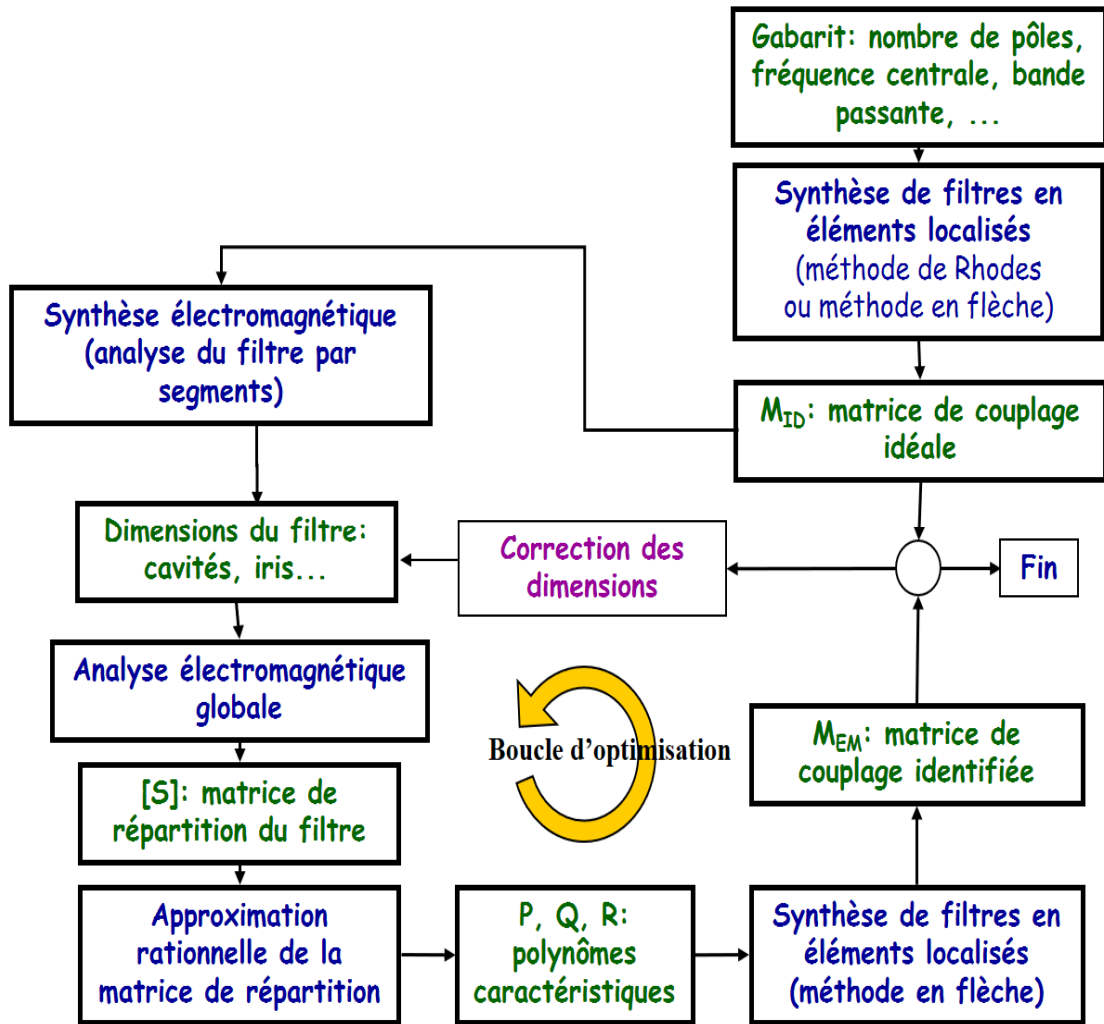 Gabarit: nombre de pôles,
fréquence centrale, bande
passante, ...
Synthèse de filtres en
éléments localisés
(méthode de Rhodes
ou méthode en flèche)
M_ID: matrice de couplage
idéale
Synthèse électromagnétique
(analyse du filtre par
segments)
Dimensions du filtre:
cavités, iris...
Correction des
dimensions
Fin
Analyse électromagnétique
globale
Boucle d'optimisation
M_EM: matrice de
couplage identifiée
[S]: matrice de
répartition du filtre
Approximation
rationnelle de la
matrice de répartition
P, Q, R:
polynômes
caractéristiques
Synthèse de filtres en
éléments localisés
(méthode en flèche)